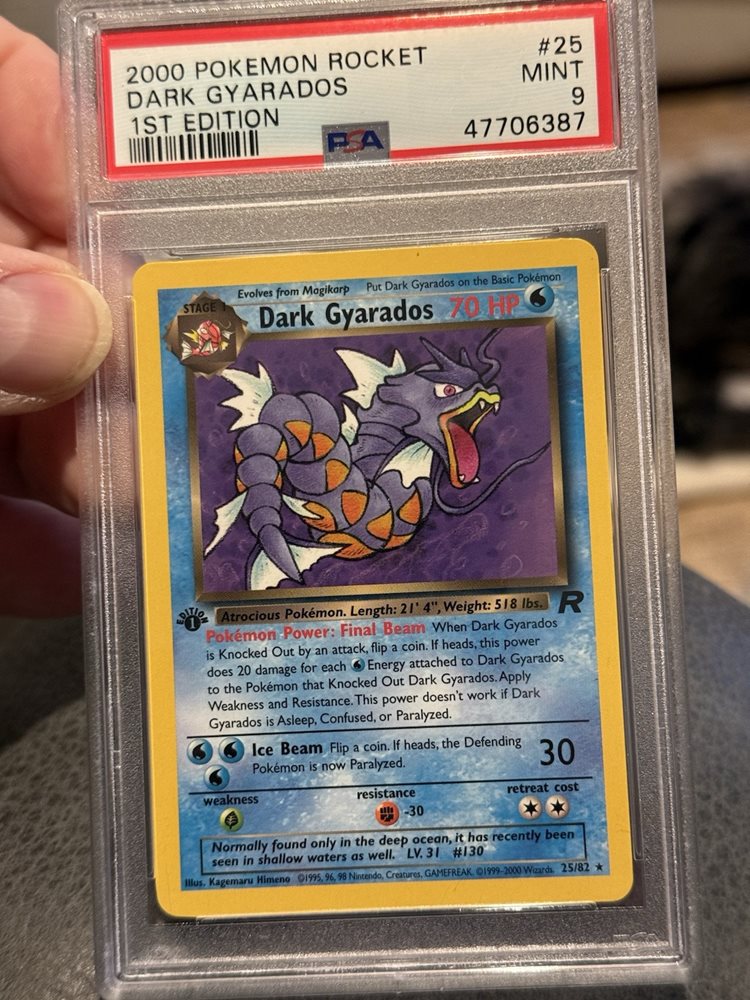 2000 POKEMON ROCKET #25
DARK GYARADOS MINT
1ST EDITION 9
PSA 47706387
Evolves from Magikarp Put Dark Gyarados on the Basic Pokémon
STAGE 1
Dark Gyarados 70 HP
EDITION
1
Atrocious Pokémon. Length: 21' 4", Weight: 518 lbs.
R
Pokémon Power: Final Beam When Dark Gyarados
is Knocked Out by an attack, flip a coin. If heads, this power
does 20 damage for each Energy attached to Dark Gyarados
to the Pokémon that Knocked Out Dark Gyarados. Apply
Weakness and Resistance. This power doesn't work if Dark
Gyarados is Asleep, Confused, or Paralyzed.
Ice Beam Flip a coin. If heads, the Defending 30
Pokémon is now Paralyzed.
weakness resistance retreat cost
-30
Normally found only in the deep ocean, it has recently been
seen in shallow waters as well. LV. 31 #130
Illus. Kagemaru Himeno ©1995, 96, 98 Nintendo, Creatures, GAMEFREAK. ©1999-2000 Wizards. 25/82 ★